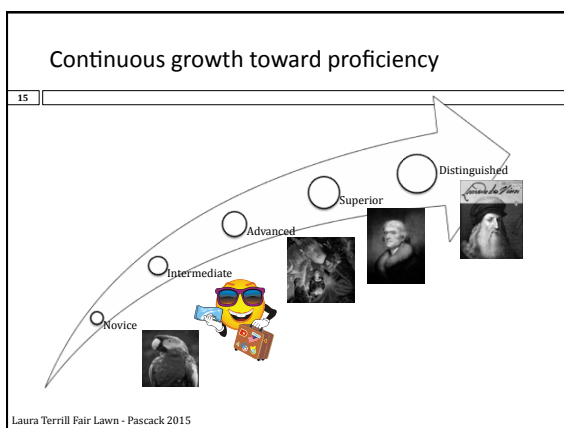 Continuous growth toward proficiency
15
Distinguished
Superior
Advanced
Intermediate
Novice
Laura Terrill Fair Lawn - Pascack 2015